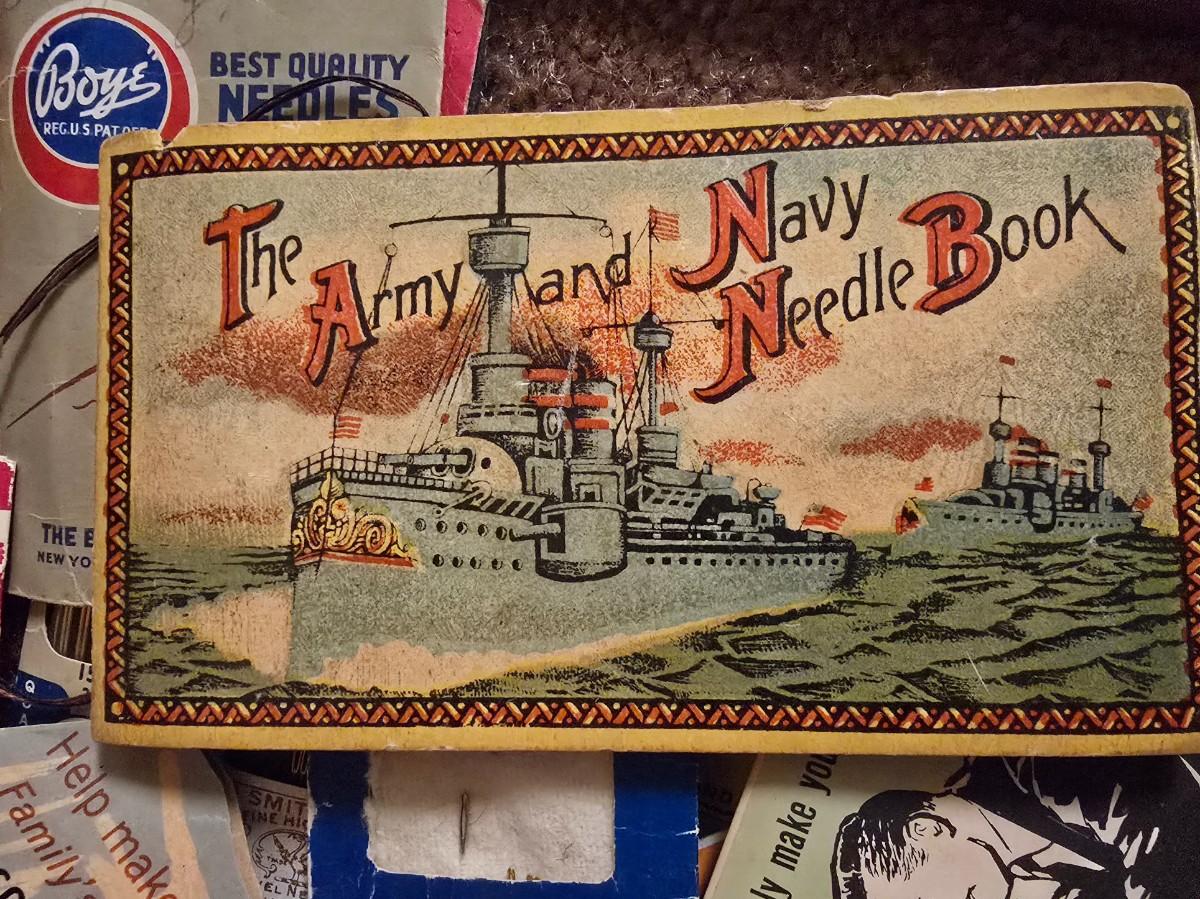 Boye
REG. U.S. PAT. OFF.
BEST QUALITY
NEEDLES
The Army and Navy
Needle Book
THE B
NEW YO
Help make
Family's
SMIT
ly make you